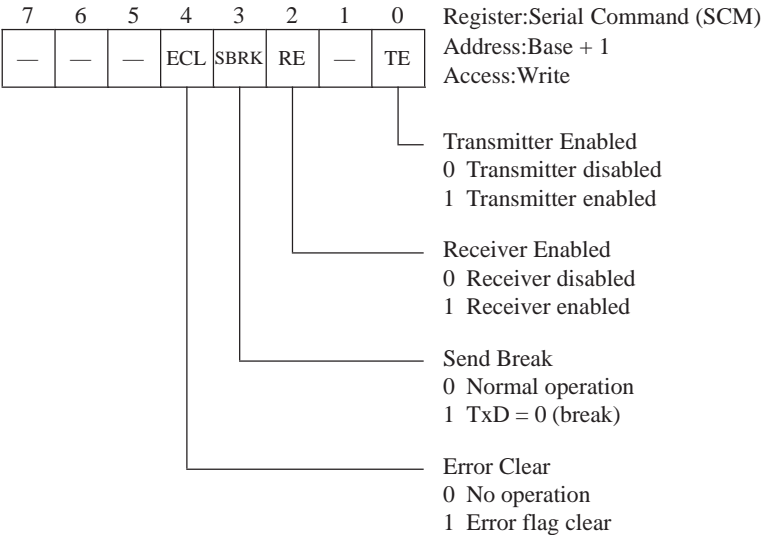 7 6 5 4 3 2 1 0
— — — ECL SBRK RE — TE
Register:Serial Command (SCM)
Address:Base + 1
Access:Write
Transmitter Enabled
0 Transmitter disabled
1 Transmitter enabled
Receiver Enabled
0 Receiver disabled
1 Receiver enabled
Send Break
0 Normal operation
1 TxD = 0 (break)
Error Clear
0 No operation
1 Error flag clear